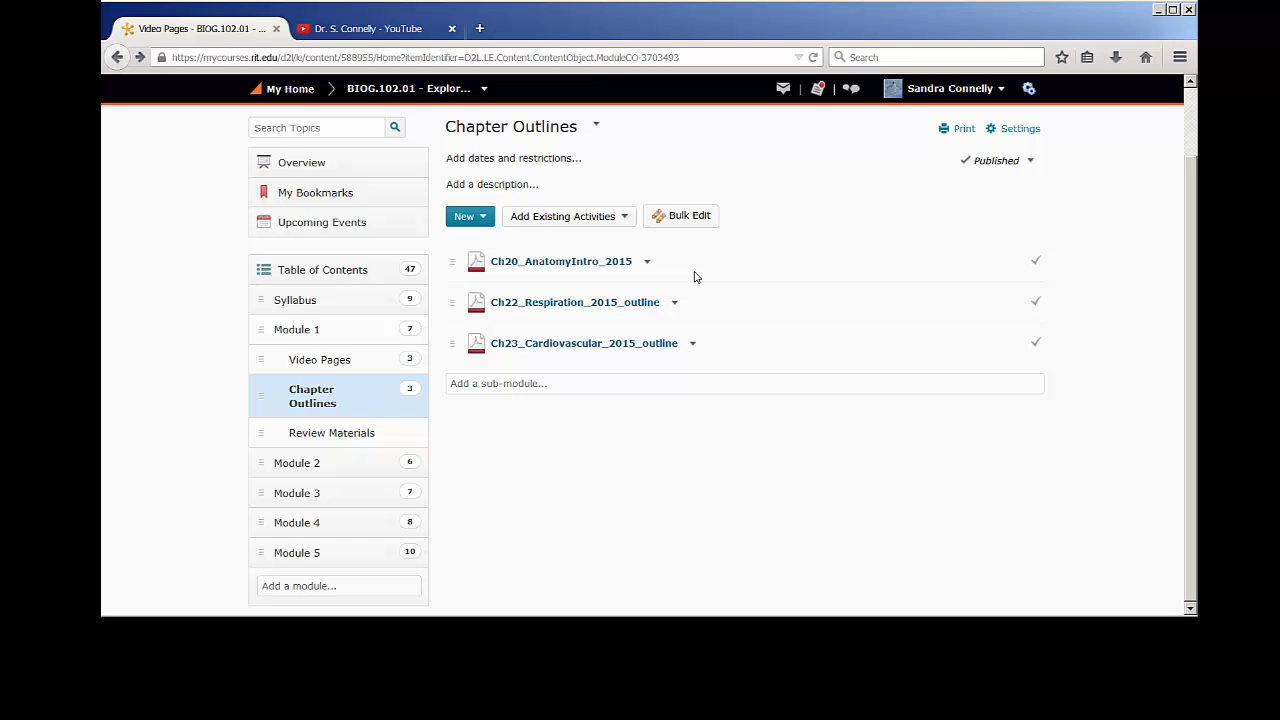 Video Pages - BIOG.102.01 - ...
Dr. S. Connelly - YouTube
https://mycourses.rit.edu/d2l/le/content/588955/Home?itemIdentifier=D2L.LE.Content.ContentObject.ModuleCO-3703493
Search
My Home
BIOG.102.01 - Explor...
Sandra Connelly
Search Topics
Overview
My Bookmarks
Upcoming Events
Table of Contents 47
Syllabus 9
Module 1 7
Video Pages 3
Chapter
Outlines 3
Review Materials
Module 2 6
Module 3 7
Module 4 8
Module 5 10
Add a module...
Chapter Outlines
Print
Settings
Add dates and restrictions...
Published
Add a description...
New
Add Existing Activities
Bulk Edit
Ch20_AnatomyIntro_2015
Ch22_Respiration_2015_outline
Ch23_Cardiovascular_2015_outline
Add a sub-module...